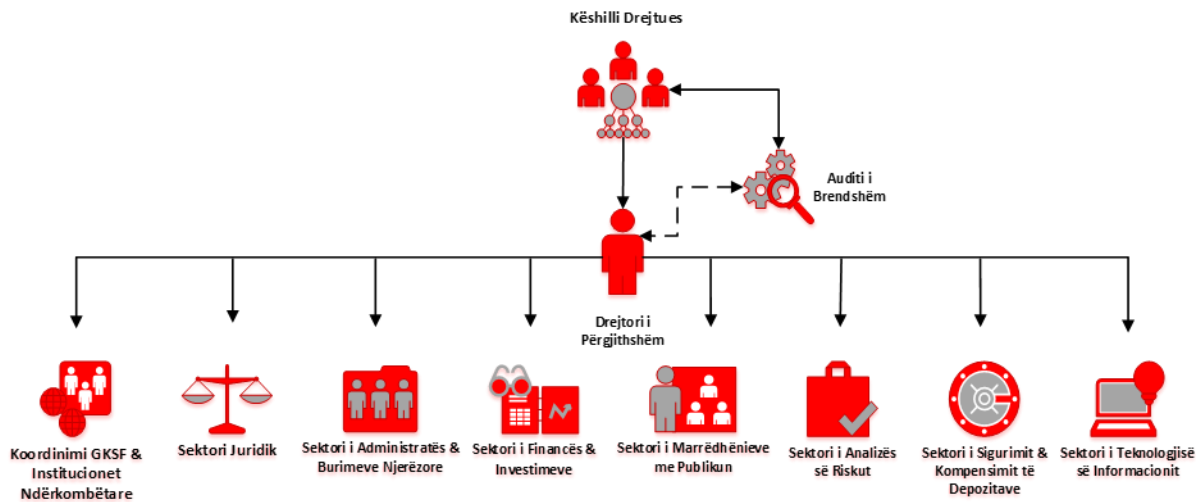 Këshilli Drejtues
Auditi i
Brendshëm
Drejtori i
Përgjithshëm
Koordinimi GKSF &
Institucionet
Ndërkombëtare
Sektori Juridik
Sektori i Administratës &
Burimeve Njerëzore
Sektori i Financës &
Investimeve
Sektori i Marrëdhënieve
me Publikun
Sektori i Analizës
së Riskut
Sektori i Sigurimit &
Kompensimit të
Depozitave
Sektori i Teknologjisë
së Informacionit